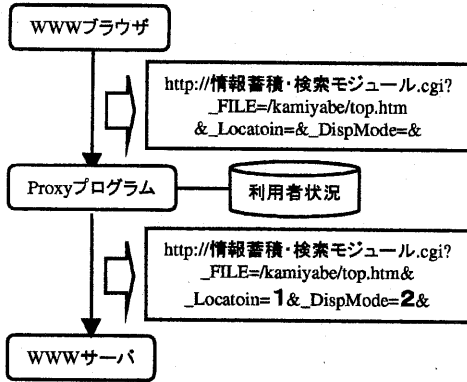 WWWブラウザ
http://情報蓄積・検索モジュール.cgi?
_FILE=/kamiyabe/top.htm
&_Locatoin=&_DispMode=&
Proxyプログラム
利用者状況
http://情報蓄積・検索モジュール.cgi?
_FILE=/kamiyabe/top.htm&
_Locatoin=1&_DispMode=2&
WWWサーバ